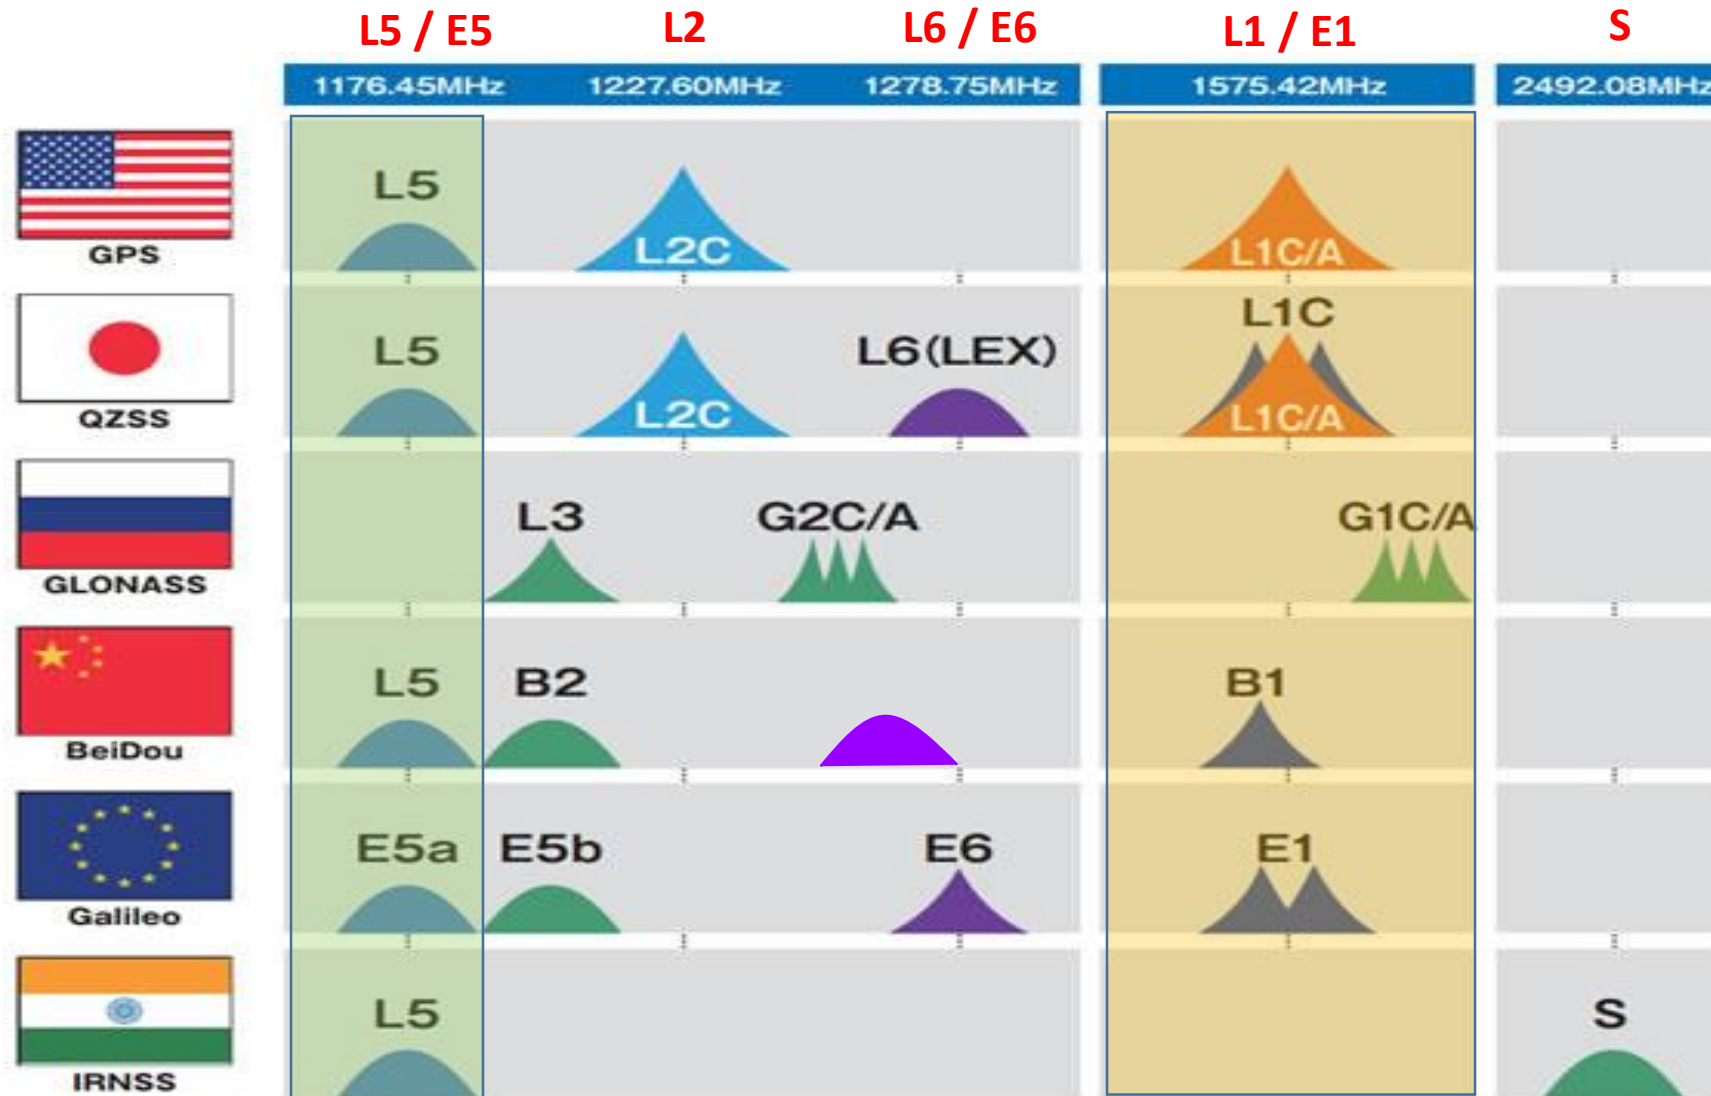 L5 / E5 L2 L6 / E6 L1 / E1 S
1176.45MHz 1227.60MHz 1278.75MHz 1575.42MHz 2492.08MHz
L5 L2C L1C/A
GPS
L1C
L5 L6(LEX)
L2C L1C/A
QZSS
L3 G2C/A G1C/A
GLONASS
L5 B2 B1
BeiDou
E5a E5b E6 E1
Galileo
L5 S
IRNSS